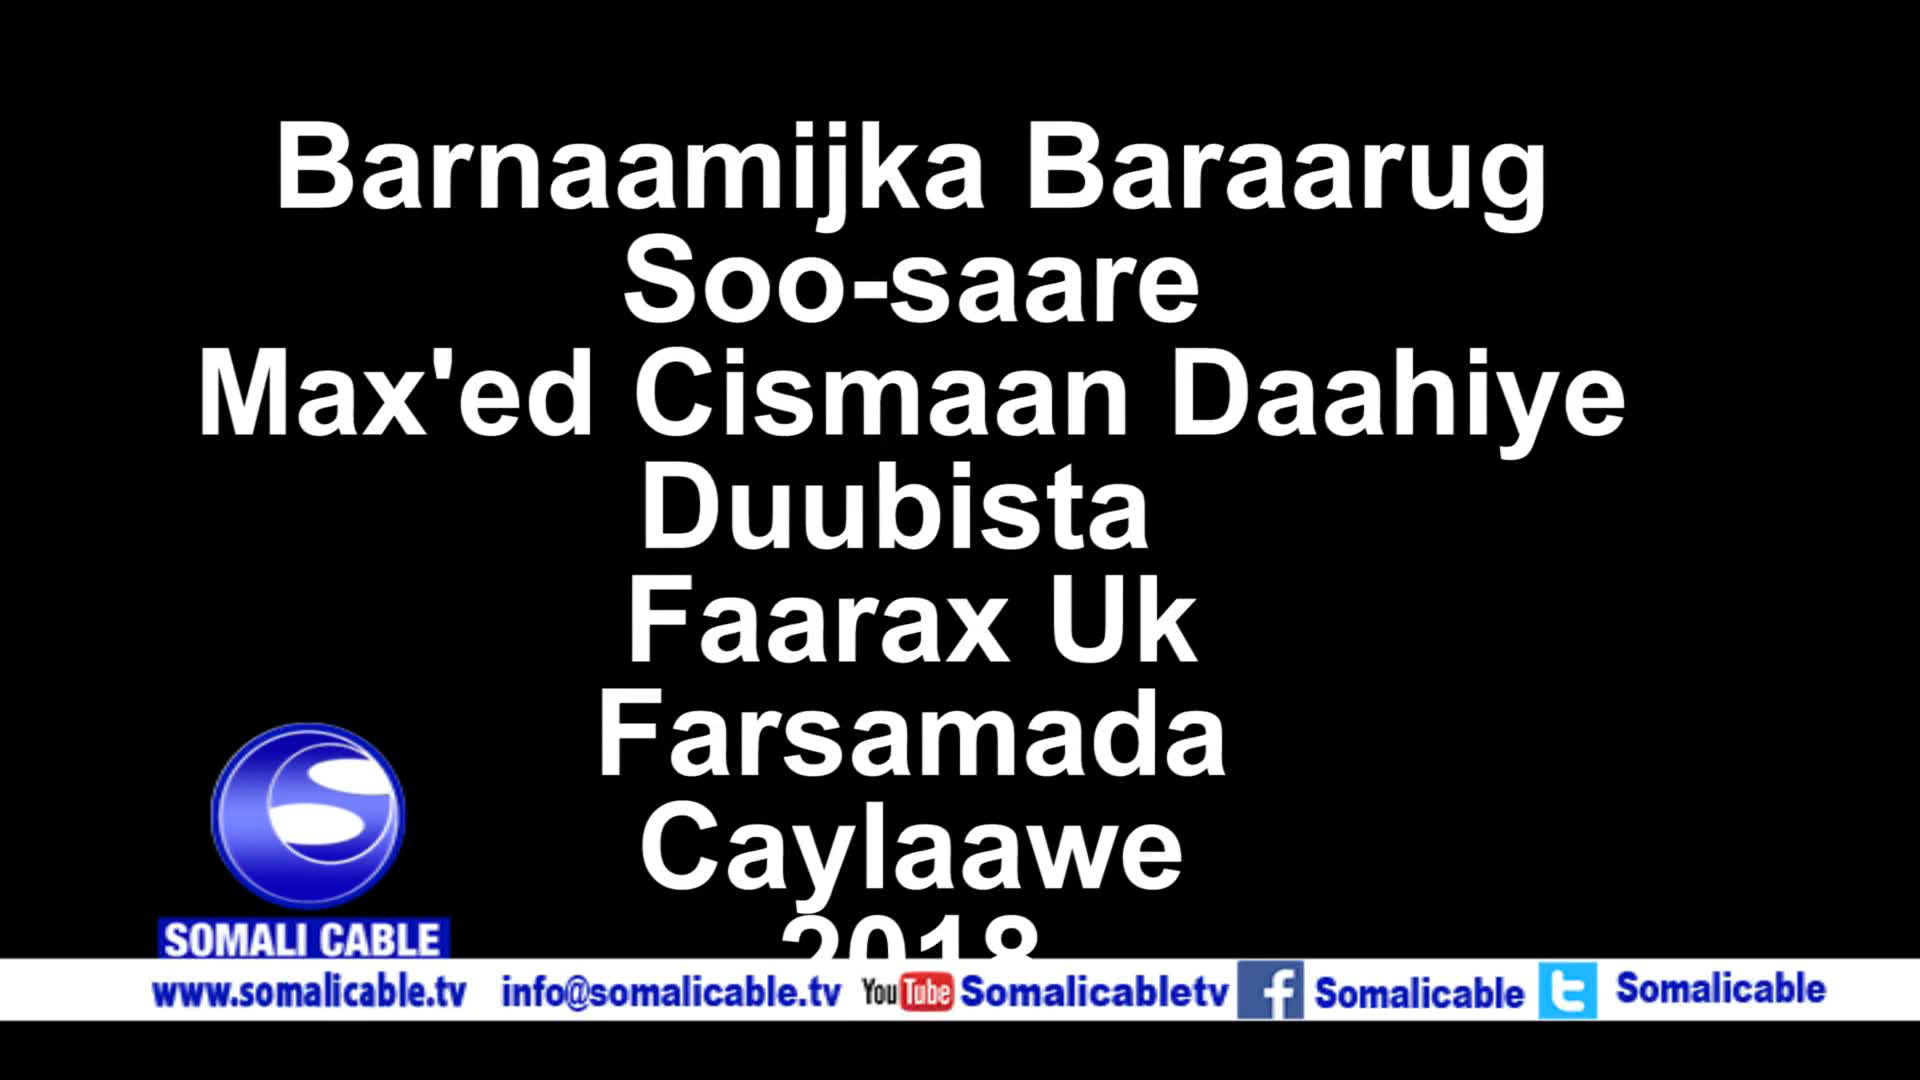 Barnaamijka Baraarug
Soo-saare
Max'ed Cismaan Daahiye
Duubista
Faarax Uk
Farsamada
Caylaawe
2018
SOMALI CABLE
www.somalicable.tv info@somalicable.tv YouTube Somalicabletv f Somalicable t Somalicable